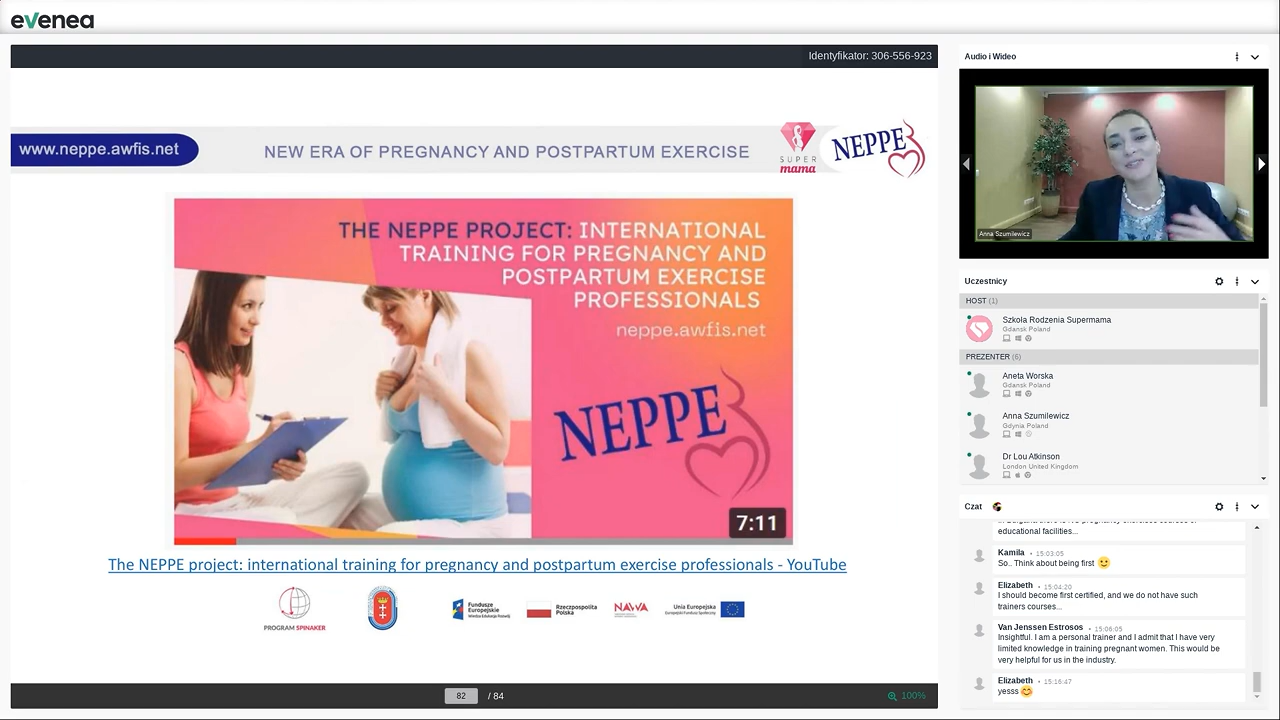 evenea
Identyfikator: 306-556-923
www.neppe.awfis.net
NEW ERA OF PREGNANCY AND POSTPARTUM EXERCISE
SUPER
mama
NEPPE
THE NEPPE PROJECT: INTERNATIONAL
TRAINING FOR PREGNANCY AND
POSTPARTUM EXERCISE
PROFESSIONALS
neppe.awfis.net
NEPPE
7:11
The NEPPE project: international training for pregnancy and postpartum exercise professionals - YouTube
PROGRAM SPINAKER
Fundusze
Europejskie
Wiedza Edukacja Rozwój
Rzeczpospolita
Polska
NAWA
Unia Europejska
Europejski Fundusz Społeczny
82 / 84
100%
Audio i Wideo
Anna Szumilewicz
Uczestnicy
HOST (1)
Szkoła Rodzenia Supermama
Gdansk Poland
PREZENTER (6)
Aneta Worska
Gdansk Poland
Anna Szumilewicz
Gdynia Poland
Dr Lou Atkinson
London United Kingdom
Czat
educational facilities...
Kamila • 15:03:05
So.. Think about being first
Elizabeth • 15:04:20
I should become first certified, and we do not have such
trainers courses...
Van Jenssen Estrosos • 15:06:05
Insightful. I am a personal trainer and I admit that I have very
limited knowledge in training pregnant women. This would
be very helpful for us in the industry.
Elizabeth • 15:16:47
yesss